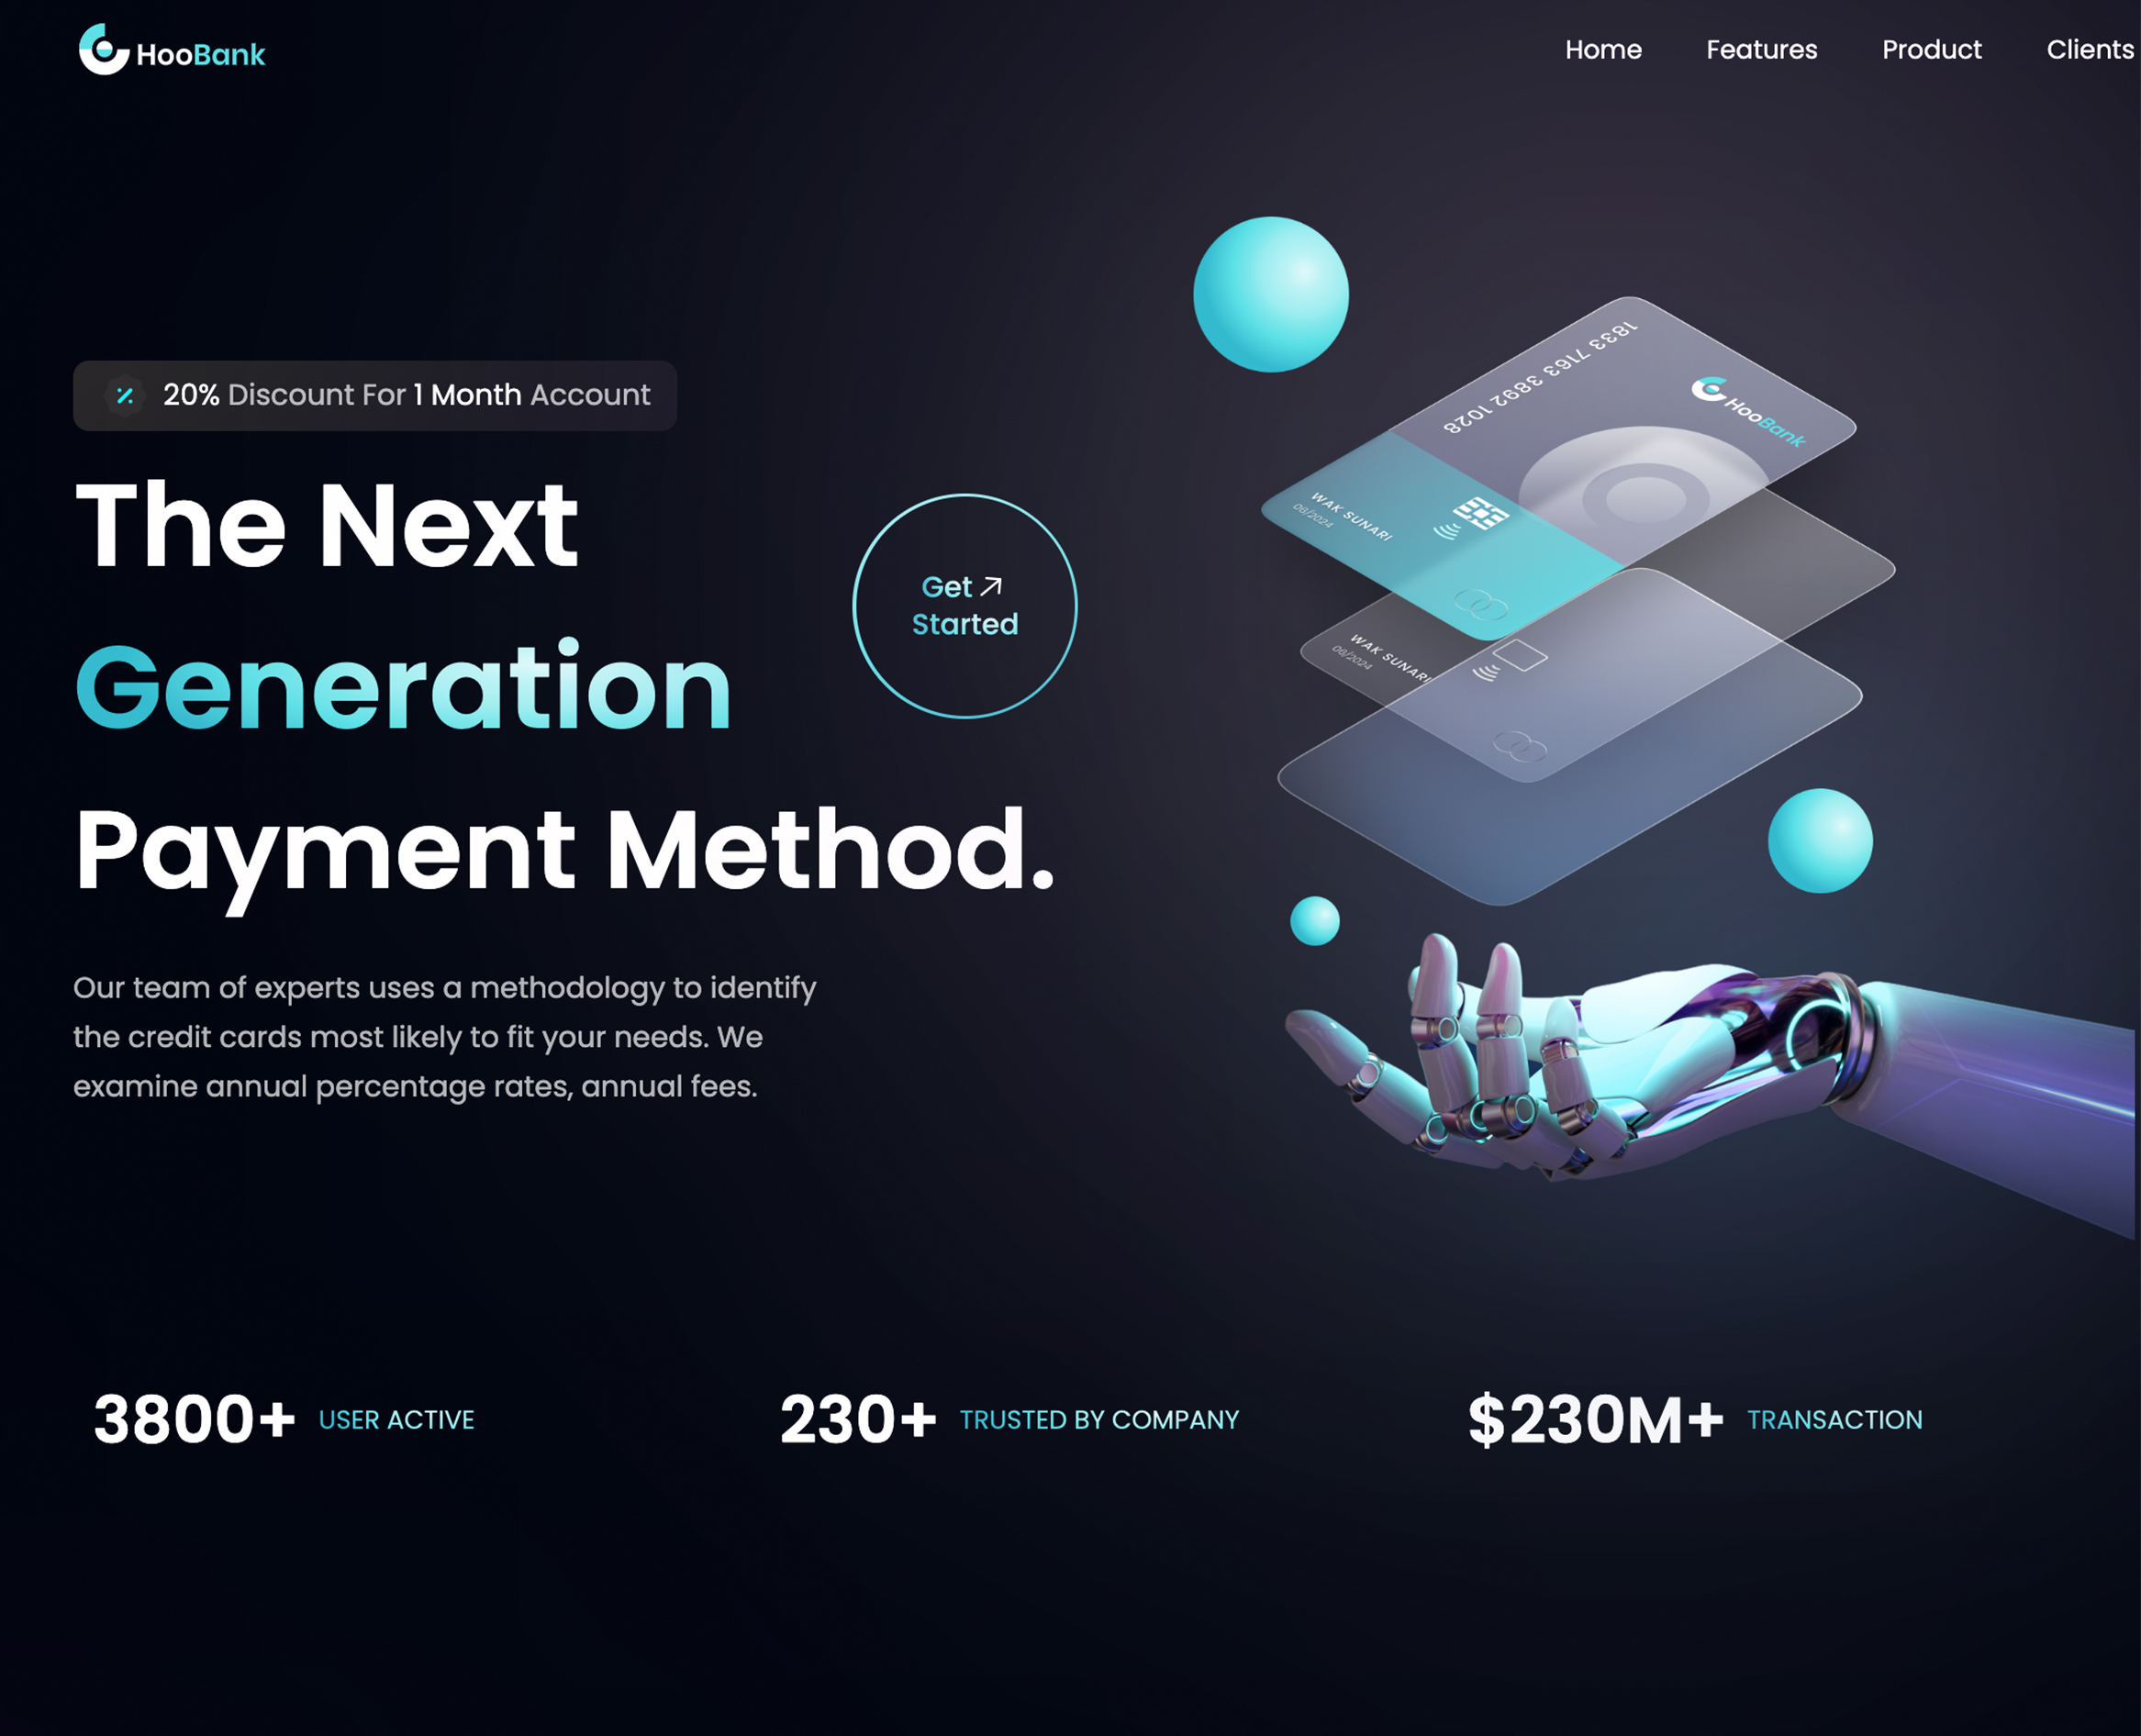 HooBank
Home Features Product Clients
20% Discount For 1 Month Account
The Next
Generation
Payment Method.
Get
Started
Our team of experts uses a methodology to identify
the credit cards most likely to fit your needs. We
examine annual percentage rates, annual fees.
1833 7163 3892 1028
HooBank
WAK SUNARI
08/2024
WAK SUNARI
08/2024
3800+ USER ACTIVE
230+ TRUSTED BY COMPANY
$230M+ TRANSACTION